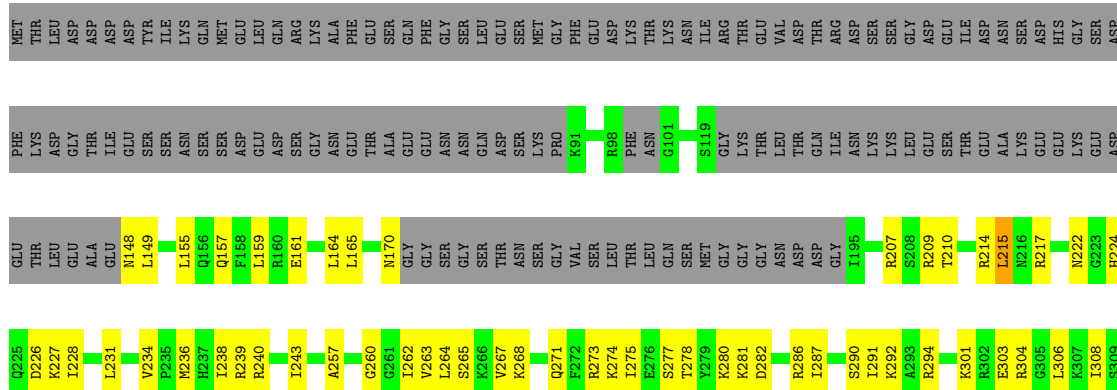 MET THR LEU ASP ASP ASP ASP TYR ILE LYS GLN MET GLU LEU GLN ARG LYS ALA PHE GLU SER GLN PHE GLY SER LEU GLU SER MET GLY PHE GLU ASP LYS THR LYS ASN ILE ARG THR GLU VAL ASP THR ARG ASN SER SER GLY ASP GLU ILE ASP ASN SER ASP HIS GLY SER ASP
PHE LYS ASP GLY THR ILE GLU SER SER ASN SER SER ASP GLU ASP SER GLY ASN GLU THR ALA GLU GLU ASN ASN GLN ASP SER LYS PRO K91 R98 PHE ASN G101 S119 GLY LYS THR LEU THR GLN ILE ASN LYS LYS LEU GLU SER THR GLU ALA LYS GLU GLU LYS GLU ASP
GLU THR LEU GLU ALA GLU N148 L149 L155 Q156 Q157 F158 L159 R160 E161 L164 L165 N170 GLY GLY SER GLY SER THR ASN SER GLY VAL SER LEU THR LEU GLN SER MET GLY GLY GLY ASN ASP ASP GLY I195 R207 S208 R209 T210 R214 L215 N216 R217 N222 G223 H224
Q225 D226 K227 I228 L231 V234 P235 M236 H237 I238 R239 R240 I243 A257 G260 G261 I262 V263 L264 S265 K266 V267 K268 Q271 F272 R273 K274 I275 E276 S277 T278 Y279 K280 K281 D282 R286 I287 S290 I291 K292 A293 R294 K301 R302 E303 R304 G305 L306 K307 I308 S309